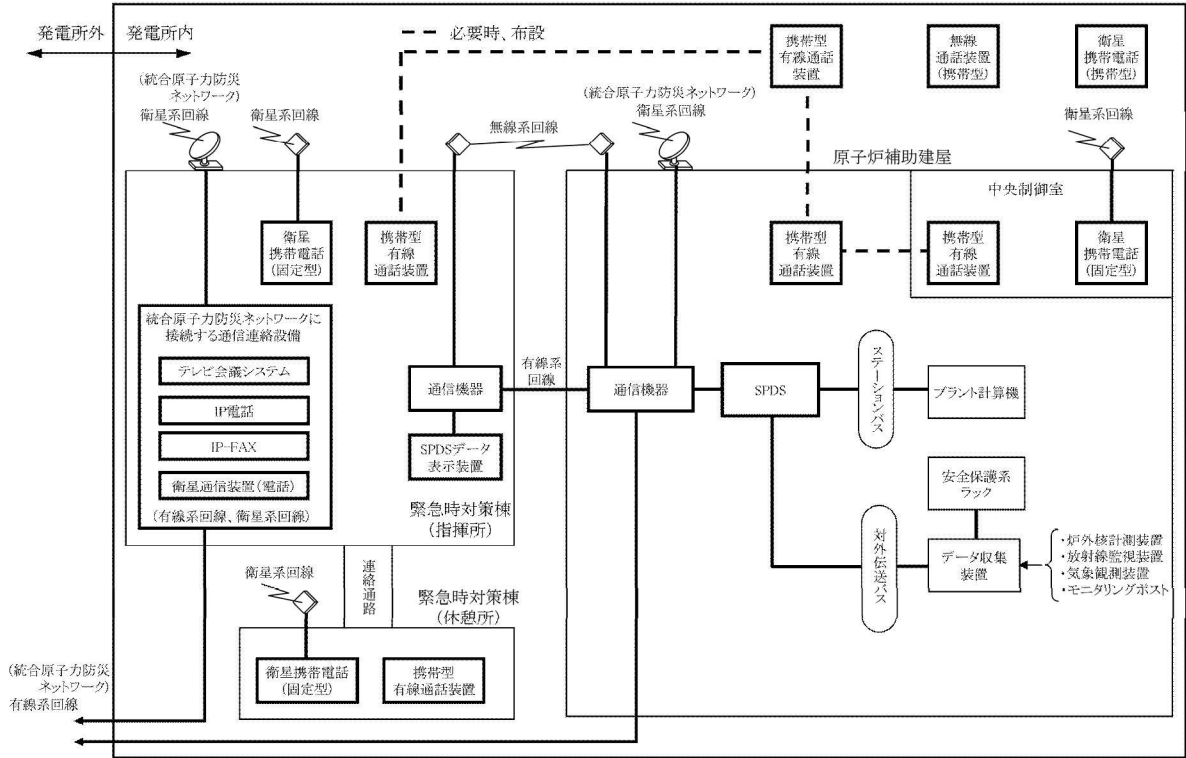 発電所外
発電所内
必要時、布設
携帯型
有線通話
装置
無線
通話装置
(携帯型)
衛星
携帯電話
(携帯型)
(統合原子力防災
ネットワーク)
衛星系回線
衛星系回線
無線系回線
(統合原子力防災ネットワーク)
衛星系回線
衛星系回線
原子炉補助建屋
中央制御室
衛星
携帯電話
(固定型)
携帯型
有線
通話装置
携帯型
有線
通話装置
携帯型
有線
通話装置
衛星
携帯電話
(固定型)
統合原子力防災ネットワークに
接続する通信連絡設備
テレビ会議システム
IP電話
IP-FAX
衛星通信装置(電話)
(有線系回線、衛星系回線)
通信機器
有線系
回線
通信機器
SPDS
ステーションバス
プラント計算機
SPDSデータ
表示装置
緊急時対策棟
(指揮所)
安全保護系
ラック
対外伝送バス
データ収集
装置
・炉外核計測装置
・放射線監視装置
・気象観測装置
・モニタリングポスト
連絡通路
衛星系回線
緊急時対策棟
(休憩所)
衛星携帯電話
(固定型)
携帯型
有線通話装置
(統合原子力防災
ネットワーク)
有線系回線